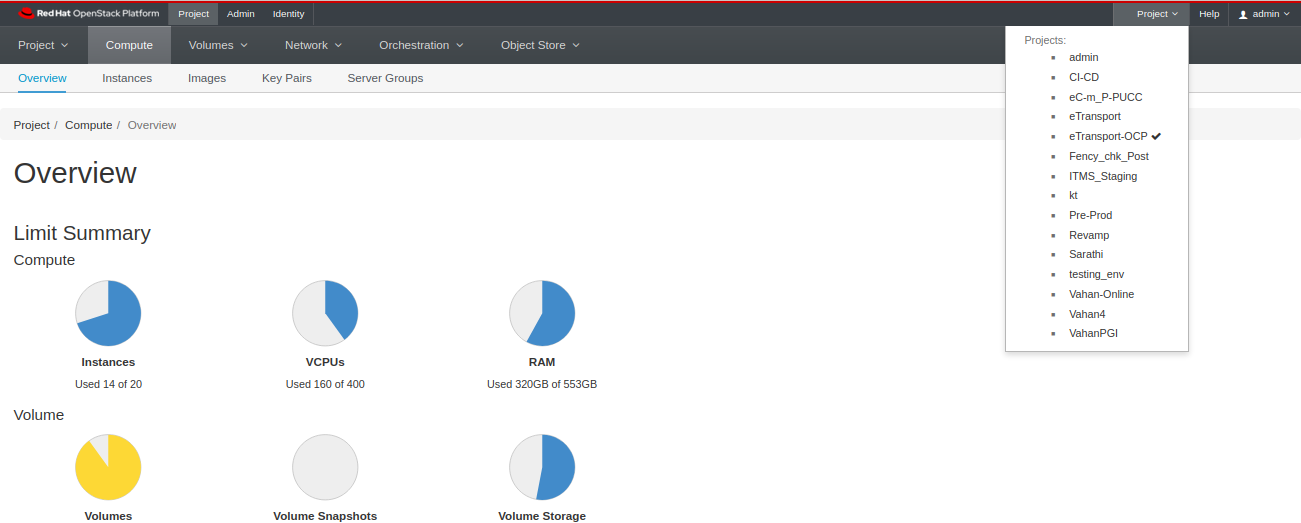 Red Hat OpenStack Platform Project Admin Identity Project Help admin
Project Compute Volumes Network Orchestration Object Store
Overview Instances Images Key Pairs Server Groups
Projects:
admin
CI-CD
eC-m_P-PUCC
eTransport
eTransport-OCP
Fency_chk_Post
ITMS_Staging
kt
Pre-Prod
Revamp
Sarathi
testing_env
Vahan-Online
Vahan4
VahanPGI
Project / Compute / Overview
Overview
Limit Summary
Compute
Instances VCPUs RAM
Used 14 of 20 Used 160 of 400 Used 320GB of 553GB
Volume
Volumes Volume Snapshots Volume Storage